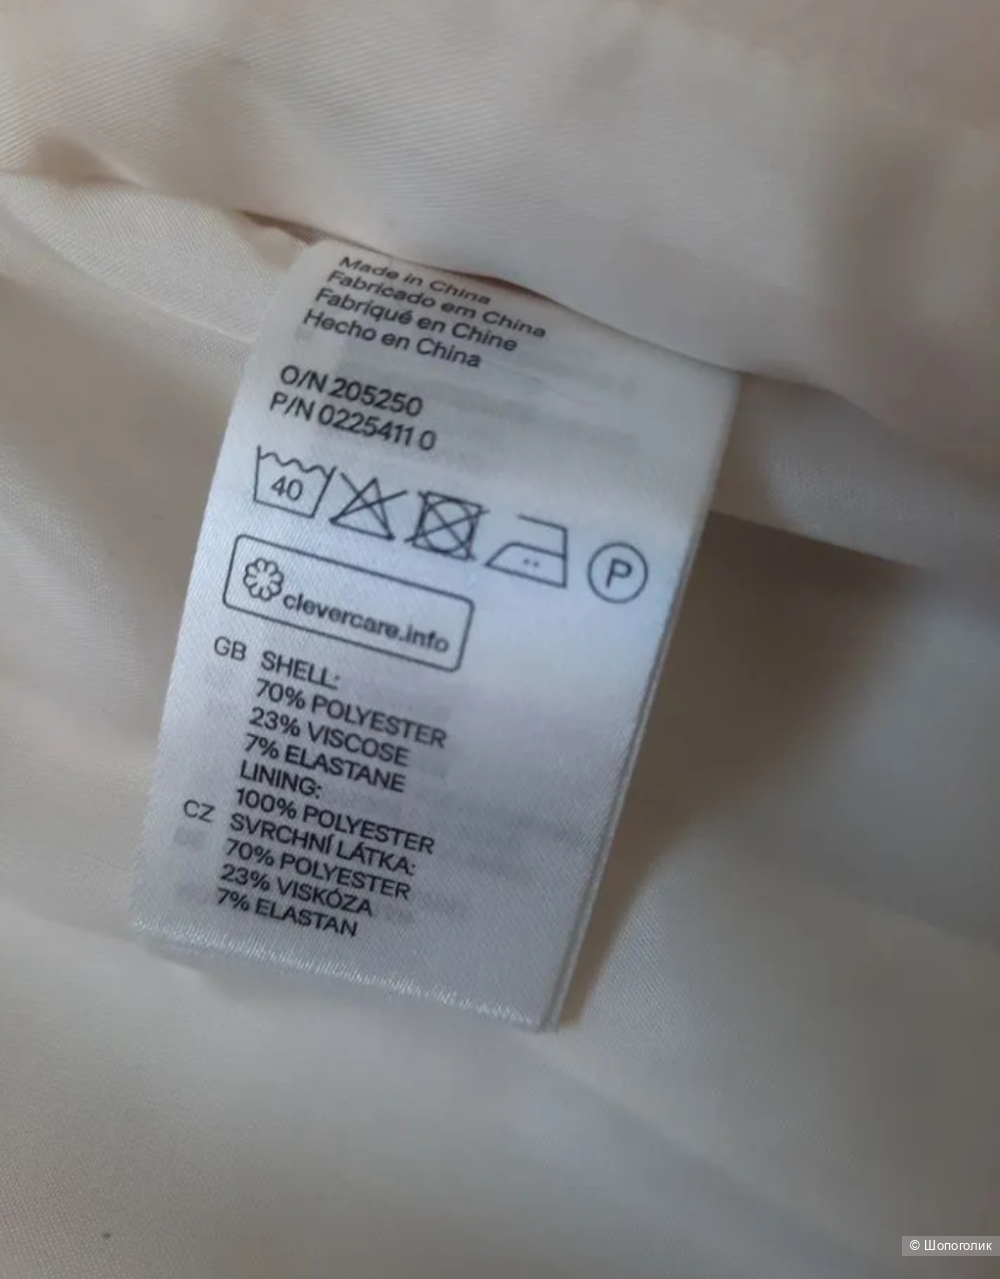 Made in China
Fabricado em China
Fabriqué en Chine
Hecho en China
O/N 205250
P/N 0225411 0
40
P
clevercare.info
GB SHELL:
70% POLYESTER
23% VISCOSE
7% ELASTANE
LINING:
100% POLYESTER
CZ SVRCHNÍ LÁTKA:
70% POLYESTER
23% VISKÓZA
7% ELASTAN
© Шопоголик